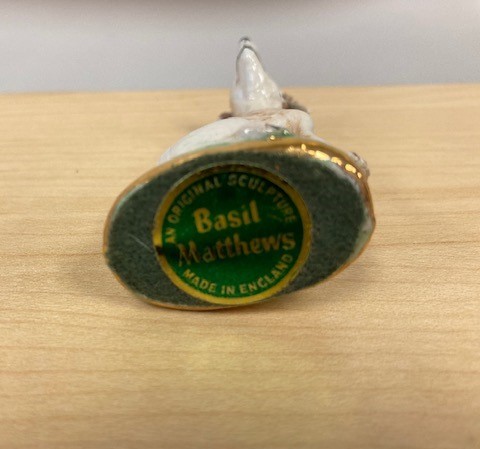 AN ORIGINAL SCULPTURE
Basil
Matthews
MADE IN ENGLAND